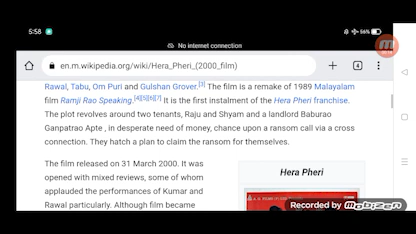 5:58
56%
No internet connection
en.m.wikipedia.org/wiki/Hera_Pheri_(2000_film)
4
Rawal, Tabu, Om Puri and Gulshan Grover.[3] The film is a remake of 1989 Malayalam
film Ramji Rao Speaking.[4][5][6][7] It is the first instalment of the Hera Pheri franchise.
The plot revolves around two tenants, Raju and Shyam and a landlord Baburao
Ganpatrao Apte , in desperate need of money, chance upon a ransom call via a cross
connection. They hatch a plan to claim the ransom for themselves.
The film released on 31 March 2000. It was
opened with mixed reviews, some of whom
applauded the performances of Kumar and
Rawal particularly. Although film became
Hera Pheri
Recorded by mobizen